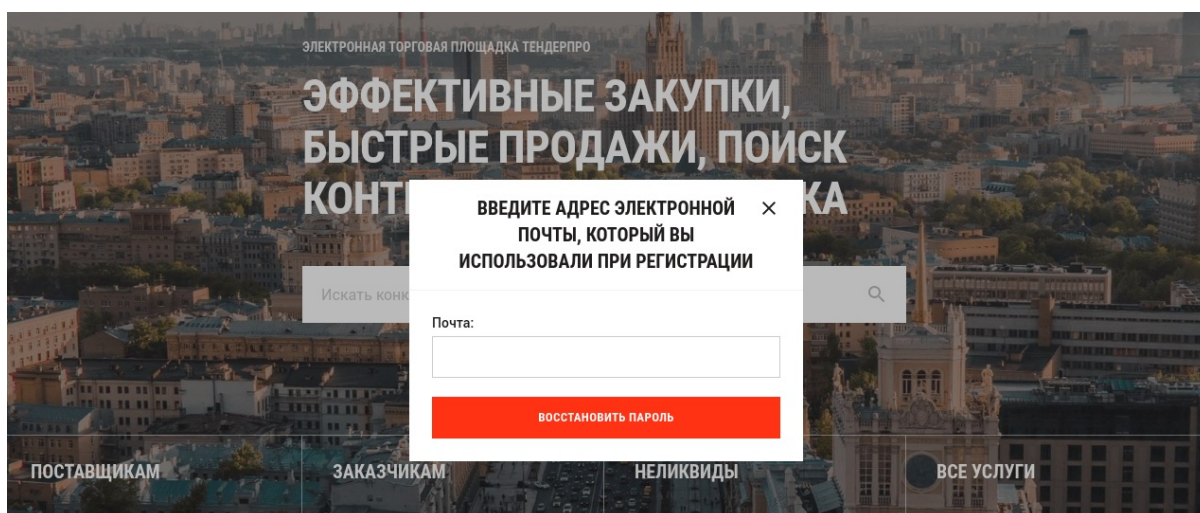 ЭЛЕКТРОННАЯ ТОРГОВАЯ ПЛОЩАДКА ТЕНДЕРПРО
ЭФФЕКТИВНЫЕ ЗАКУПКИ,
БЫСТРЫЕ ПРОДАЖИ, ПОИСК
КОНТ КА
ВВЕДИТЕ АДРЕС ЭЛЕКТРОННОЙ
ПОЧТЫ, КОТОРЫЙ ВЫ
ИСПОЛЬЗОВАЛИ ПРИ РЕГИСТРАЦИИ
Искать конк
Почта:
ВОССТАНОВИТЬ ПАРОЛЬ
ПОСТАВЩИКАМ
ЗАКАЗЧИКАМ
НЕЛИКВИДЫ
ВСЕ УСЛУГИ